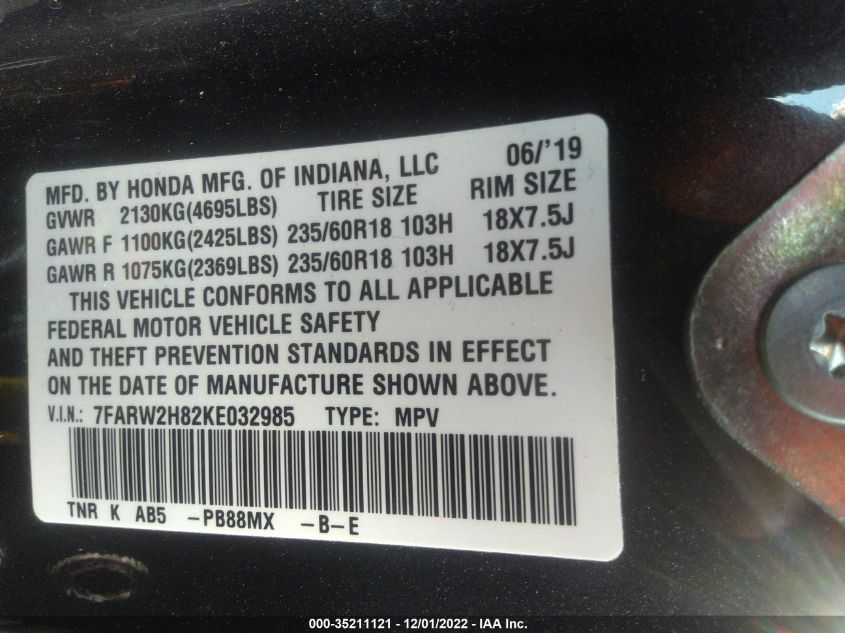 MFD. BY HONDA MFG. OF INDIANA, LLC 06/'19
GVWR 2130KG(4695LBS) TIRE SIZE RIM SIZE
GAWR F 1100KG(2425LBS) 235/60R18 103H 18X7.5J
GAWR R 1075KG(2369LBS) 235/60R18 103H 18X7.5J
THIS VEHICLE CONFORMS TO ALL APPLICABLE
FEDERAL MOTOR VEHICLE SAFETY
AND THEFT PREVENTION STANDARDS IN EFFECT
ON THE DATE OF MANUFACTURE SHOWN ABOVE.
V.I.N.: 7FARW2H82KE032985 TYPE: MPV
TNR K AB5 -PB88MX -B-E
000-35211121 - 12/01/2022 - IAA Inc.